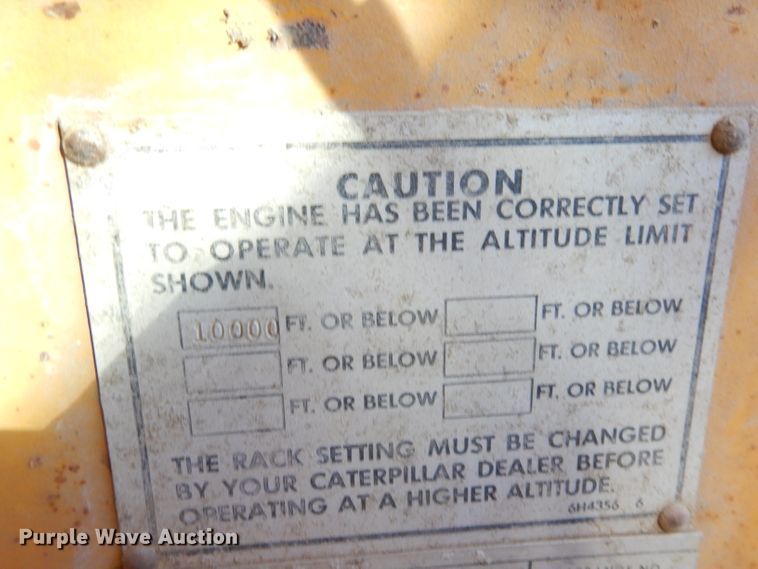 CAUTION
THE ENGINE HAS BEEN CORRECTLY SET
TO OPERATE AT THE ALTITUDE LIMIT
SHOWN.
10000 FT. OR BELOW FT. OR BELOW
FT. OR BELOW FT. OR BELOW
FT. OR BELOW FT. OR BELOW
THE RACK SETTING MUST BE CHANGED
BY YOUR CATERPILLAR DEALER BEFORE
OPERATING AT A HIGHER ALTITUDE.
6H4356 6
Purple Wave Auction